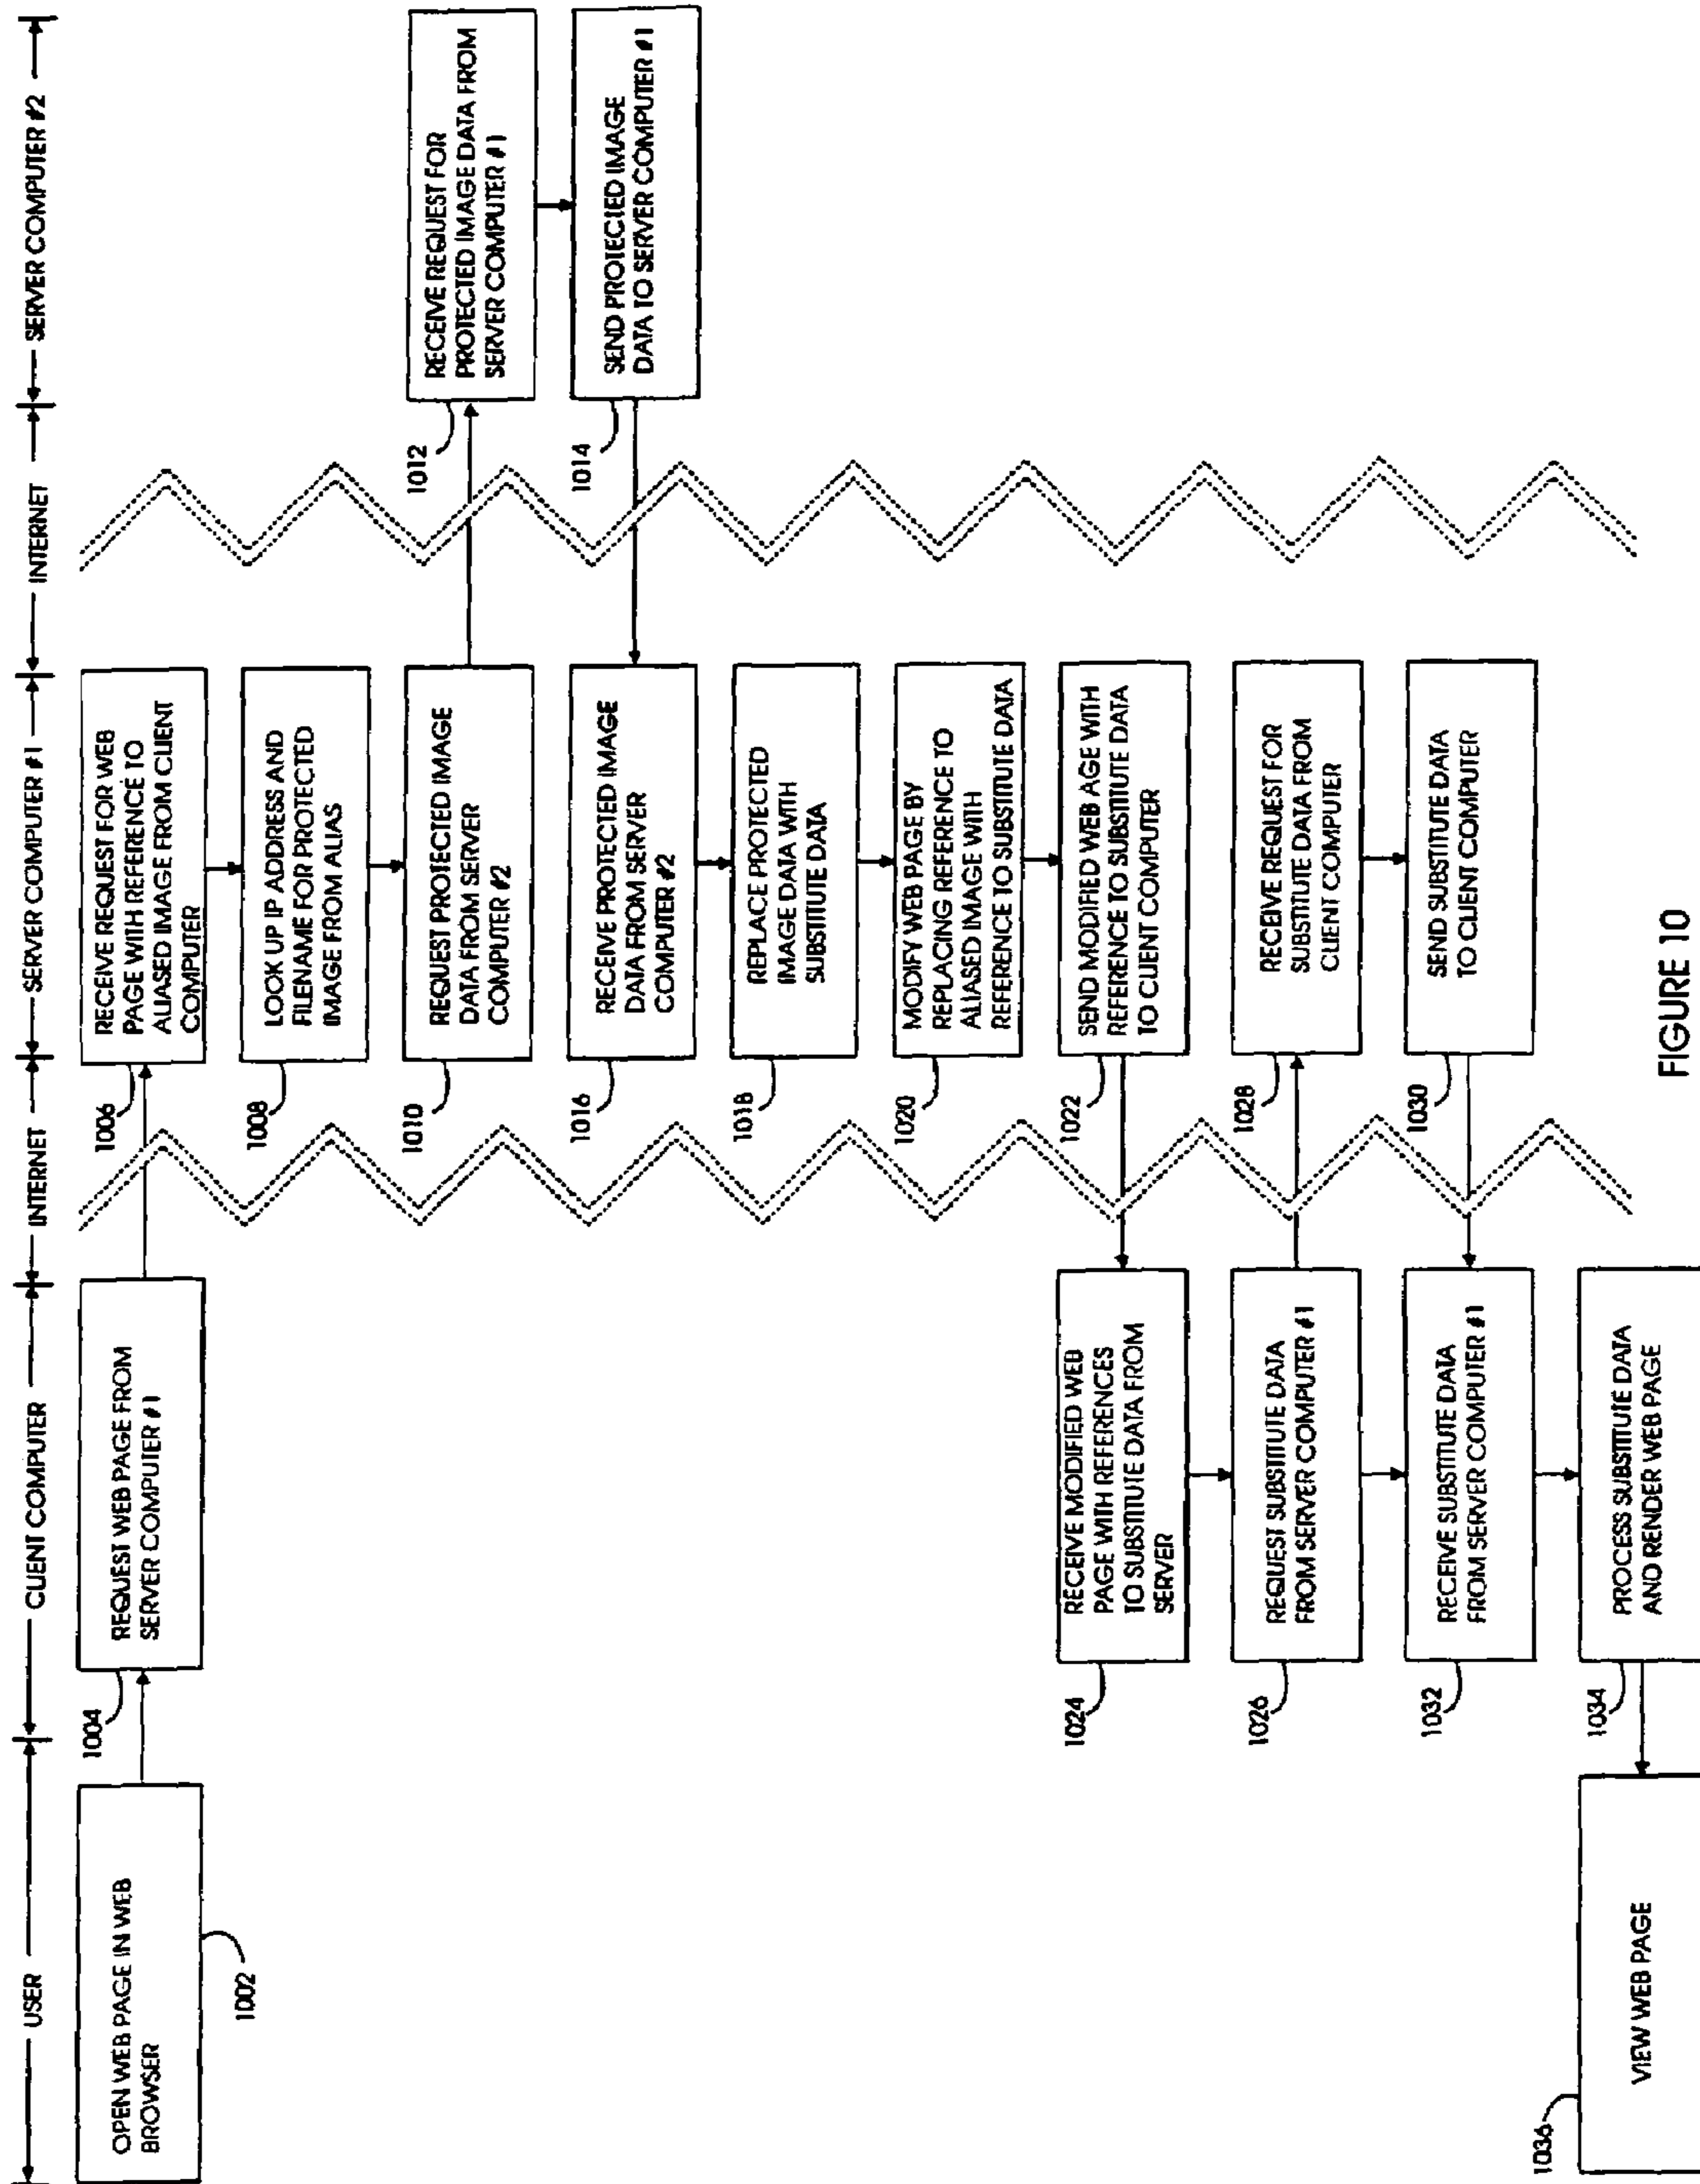 USER
CLIENT COMPUTER
INTERNET
SERVER COMPUTER #1
INTERNET
SERVER COMPUTER #2
OPEN WEB PAGE IN WEB
BROWSER
1002
1004
REQUEST WEB PAGE FROM
SERVER COMPUTER #1
1006
RECEIVE REQUEST FOR WEB
PAGE WITH REFERENCE TO
ALIASED IMAGE FROM CLIENT
COMPUTER
1008
LOOK UP IP ADDRESS AND
FILENAME FOR PROTECTED
IMAGE FROM ALIAS
1010
REQUEST PROTECTED IMAGE
DATA FROM SERVER
COMPUTER #2
1012
RECEIVE REQUEST FOR
PROTECTED IMAGE DATA FROM
SERVER COMPUTER #1
1014
SEND PROTECTED IMAGE
DATA TO SERVER COMPUTER #1
1016
RECEIVE PROTECTED IMAGE
DATA FROM SERVER
COMPUTER #2
1018
REPLACE PROTECTED
IMAGE DATA WITH
SUBSTITUTE DATA
1020
MODIFY WEB PAGE BY
REPLACING REFERENCE TO
ALIASED IMAGE WITH
REFERENCE TO SUBSTITUTE DATA
1022
SEND MODIFIED WEB AGE WITH
REFERENCE TO SUBSTITUTE DATA
TO CLIENT COMPUTER
1024
RECEIVE MODIFIED WEB
PAGE WITH REFERENCES
TO SUBSTITUTE DATA FROM
SERVER
1026
REQUEST SUBSTITUTE DATA
FROM SERVER COMPUTER #1
1028
RECEIVE REQUEST FOR
SUBSTITUTE DATA FROM
CLIENT COMPUTER
1030
SEND SUBSTITUTE DATA
TO CLIENT COMPUTER
1032
RECEIVE SUBSTITUTE DATA
FROM SERVER COMPUTER #1
1034
PROCESS SUBSTITUTE DATA
AND RENDER WEB PAGE
1036
VIEW WEB PAGE
FIGURE 10